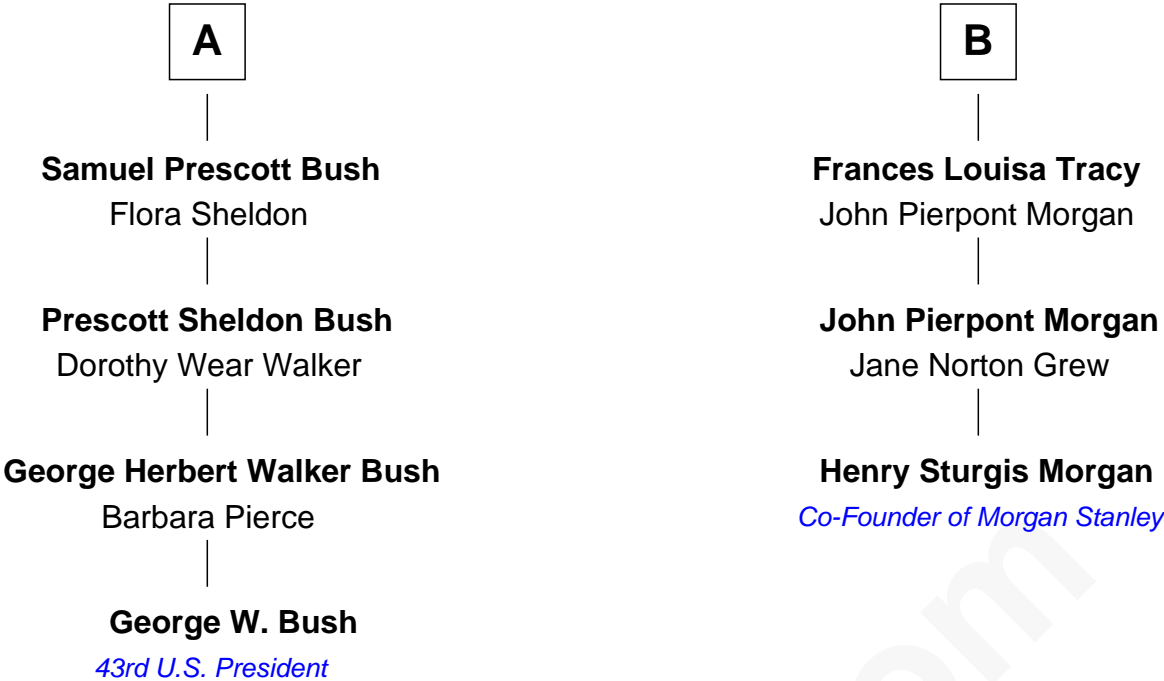 A
Samuel Prescott Bush
Flora Sheldon
Prescott Sheldon Bush
Dorothy Wear Walker
George Herbert Walker Bush
Barbara Pierce
George W. Bush
43rd U.S. President
B
Frances Louisa Tracy
John Pierpont Morgan
John Pierpont Morgan
Jane Norton Grew
Henry Sturgis Morgan
Co-Founder of Morgan Stanley
om